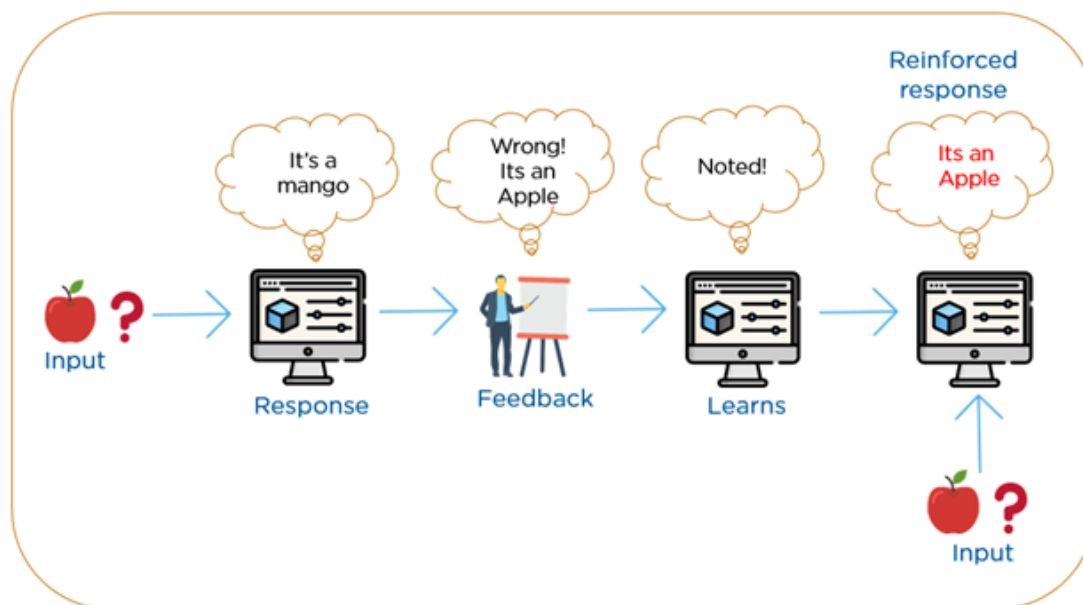 Reinforced
response
It's a
mango
Wrong!
Its an
Apple
Noted!
Its an
Apple
?
Input
Response
Feedback
Learns
?
Input